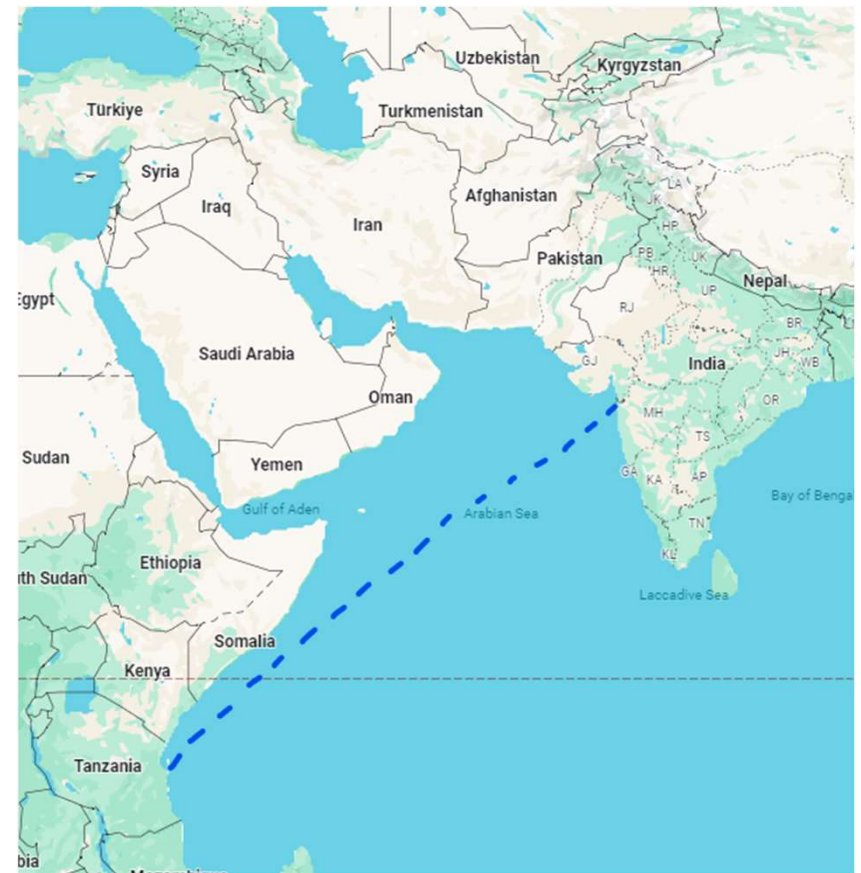 Uzbekistan
Kyrgyzstan
Türkiye
Turkmenistan
Syria
Afghanistan
LA
JK
Iraq
Iran
HP
Pakistan
PB
UK
HR
Nepal
UP
Egypt
RJ
BR
Saudi Arabia
GJ
India
JH
WB
Oman
OR
MH
TS
Sudan
Yemen
GA
KA
AP
Bay of Benga
Gulf of Aden
Arabian Sea
TN
Ethiopia
KL
uth Sudan
Laccadive Sea
Somalia
Kenya
Tanzania
bia